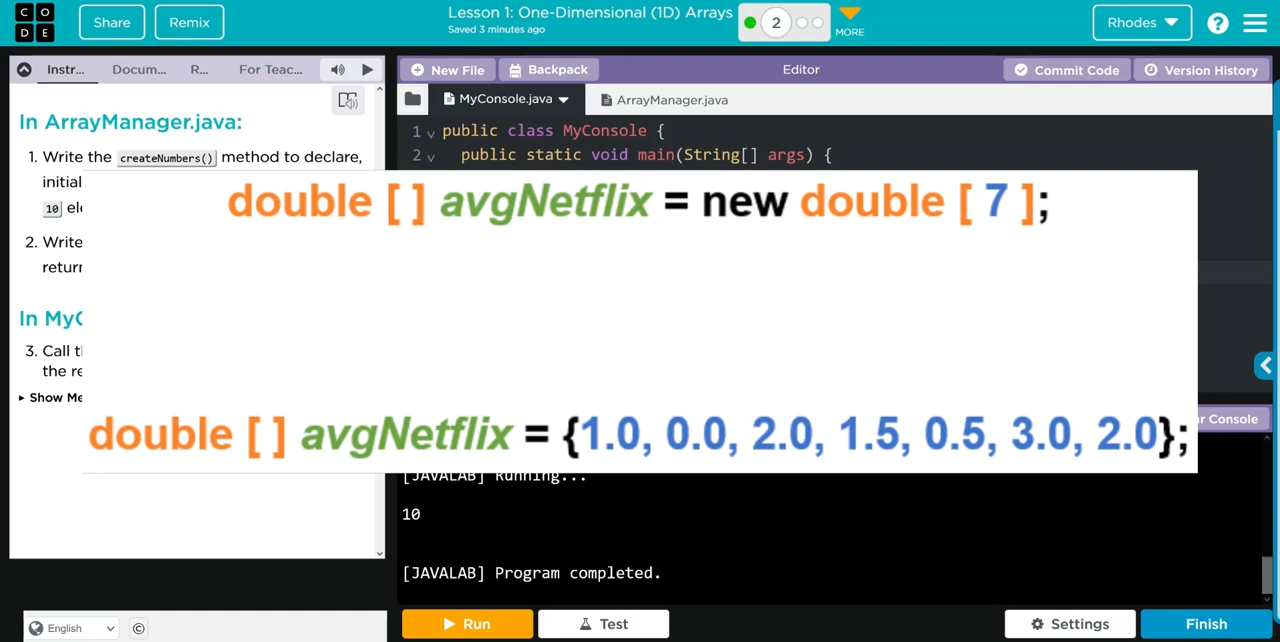 CODE
Share
Remix
Lesson 1: One-Dimensional (1D) Arrays
Saved 3 minutes ago
2
MORE
Rhodes
?
Instr...
Docum...
R...
For Teac...
New File
Backpack
Editor
Commit Code
Version History
MyConsole.java
ArrayManager.java
In ArrayManager.java:
1. Write the createNumbers() method to declare,
initial
10 ele
2. Write
return
1 public class MyConsole {
2 public static void main(String[] args) {
double [ ] avgNetflix = new double [ 7 ];
In MyC
3. Call t
the re
Show Me
double [ ] avgNetflix = {1.0, 0.0, 2.0, 1.5, 0.5, 3.0, 2.0};
r Console
[JAVALAB] Running...
10
[JAVALAB] Program completed.
English
©
Run
Test
Settings
Finish